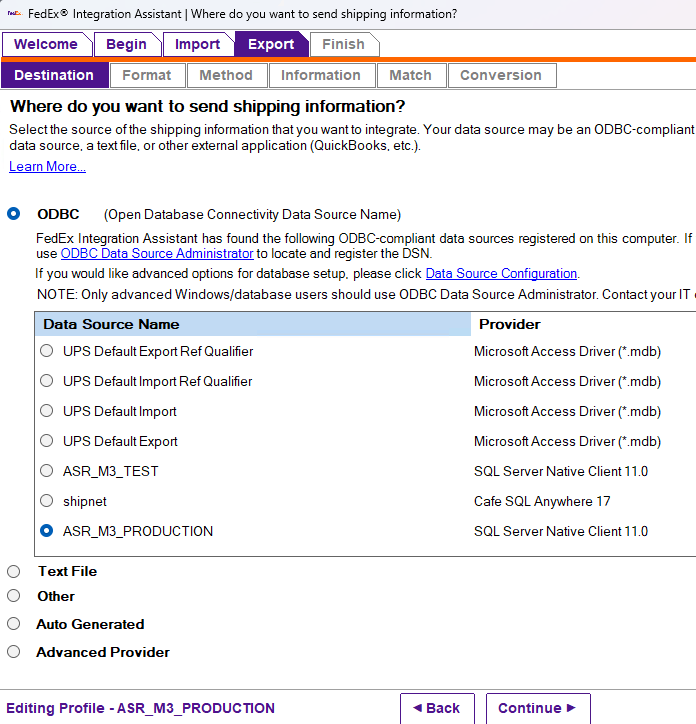 FedEx® Integration Assistant | Where do you want to send shipping information?
Welcome Begin Import Export Finish
Destination Format Method Information Match Conversion
Where do you want to send shipping information?
Select the source of the shipping information that you want to integrate. Your data source may be an ODBC-compliant
data source, a text file, or other external application (QuickBooks, etc.).
Learn More...
ODBC (Open Database Connectivity Data Source Name)
FedEx Integration Assistant has found the following ODBC-compliant data sources registered on this computer. If
use ODBC Data Source Administrator to locate and register the DSN.
If you would like advanced options for database setup, please click Data Source Configuration.
NOTE: Only advanced Windows/database users should use ODBC Data Source Administrator. Contact your IT
Data Source Name Provider
UPS Default Export Ref Qualifier Microsoft Access Driver (*.mdb)
UPS Default Import Ref Qualifier Microsoft Access Driver (*.mdb)
UPS Default Import Microsoft Access Driver (*.mdb)
UPS Default Export Microsoft Access Driver (*.mdb)
ASR_M3_TEST SQL Server Native Client 11.0
shipnet Cafe SQL Anywhere 17
ASR_M3_PRODUCTION SQL Server Native Client 11.0
Text File
Other
Auto Generated
Advanced Provider
Editing Profile - ASR_M3_PRODUCTION ◄ Back Continue ►